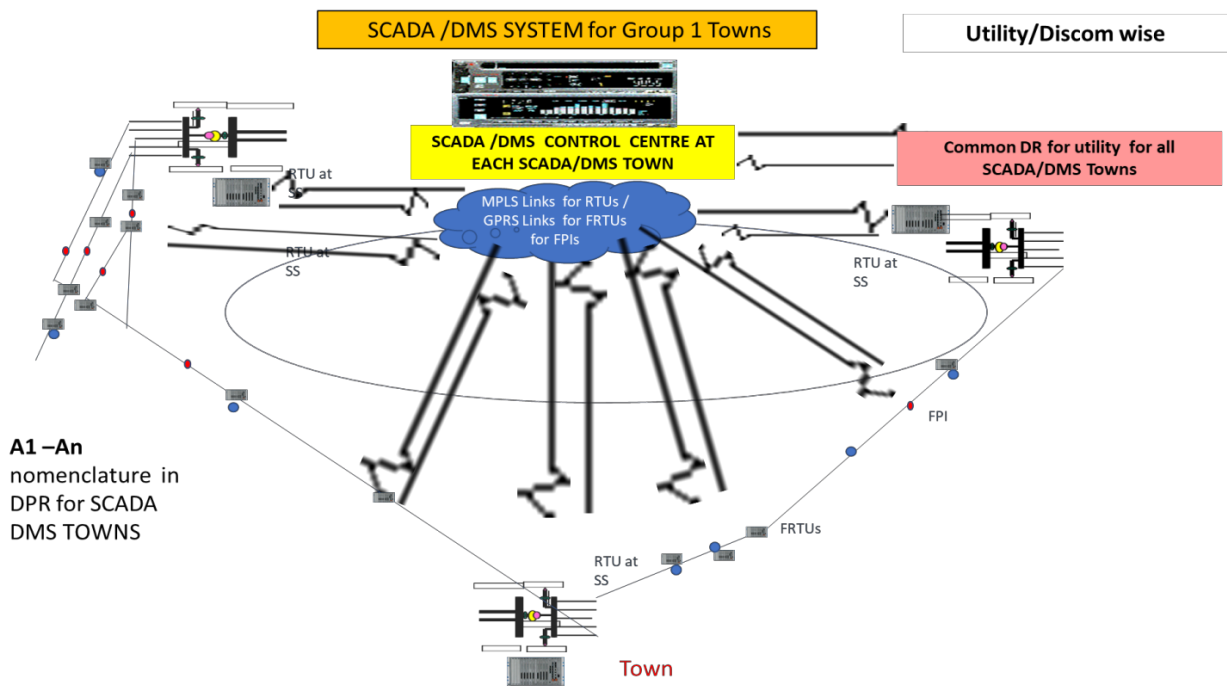 SCADA /DMS SYSTEM for Group 1 Towns
Utility/Discom wise
SCADA /DMS CONTROL CENTRE AT
EACH SCADA/DMS TOWN
Common DR for utility for all
SCADA/DMS Towns
RTU at
SS
MPLS Links for RTUs /
GPRS Links for FRTUs
for FPIs
RTU at
SS
RTU at
SS
FPI
A1 –An
nomenclature in
DPR for SCADA
DMS TOWNS
FRTUs
RTU at
SS
Town